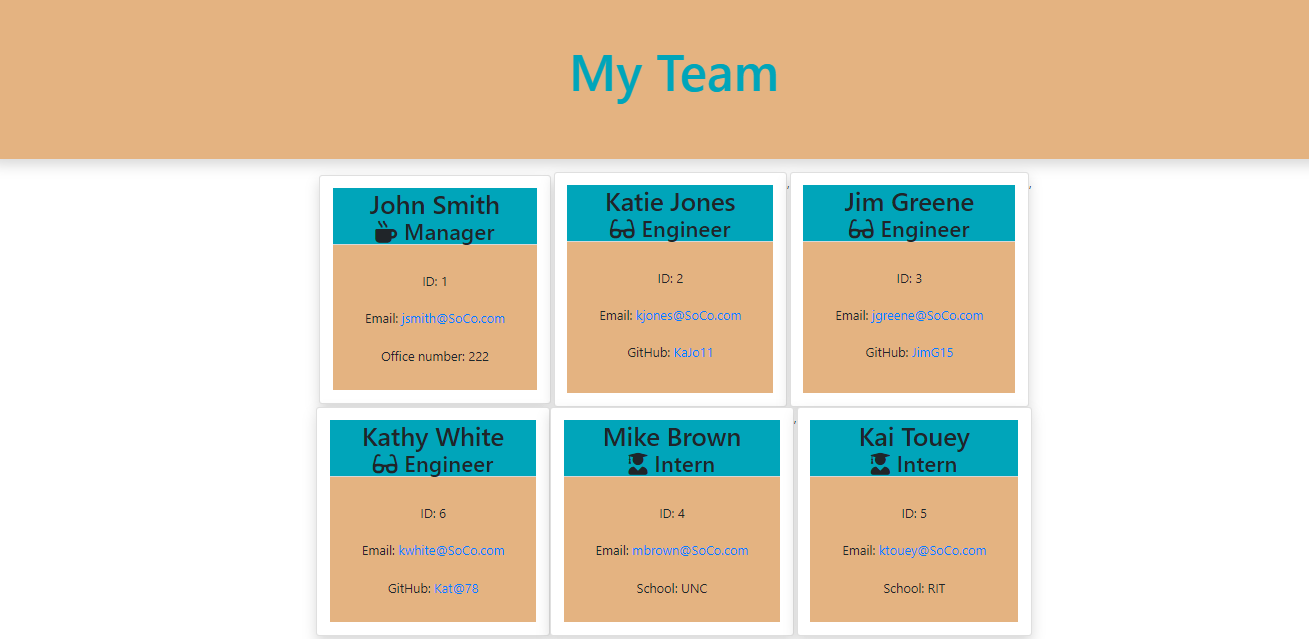 My Team
John Smith
Manager
ID: 1
Email: jsmith@SoCo.com
Office number: 222
Katie Jones
Engineer
ID: 2
Email: kjones@SoCo.com
GitHub: KaJo11
,
Jim Greene
Engineer
ID: 3
Email: jgreene@SoCo.com
GitHub: JimG15
,
Kathy White
Engineer
ID: 6
Email: kwhite@SoCo.com
GitHub: Kat@78
Mike Brown
Intern
ID: 4
Email: mbrown@SoCo.com
School: UNC
,
Kai Touey
Intern
ID: 5
Email: ktouey@SoCo.com
School: RIT